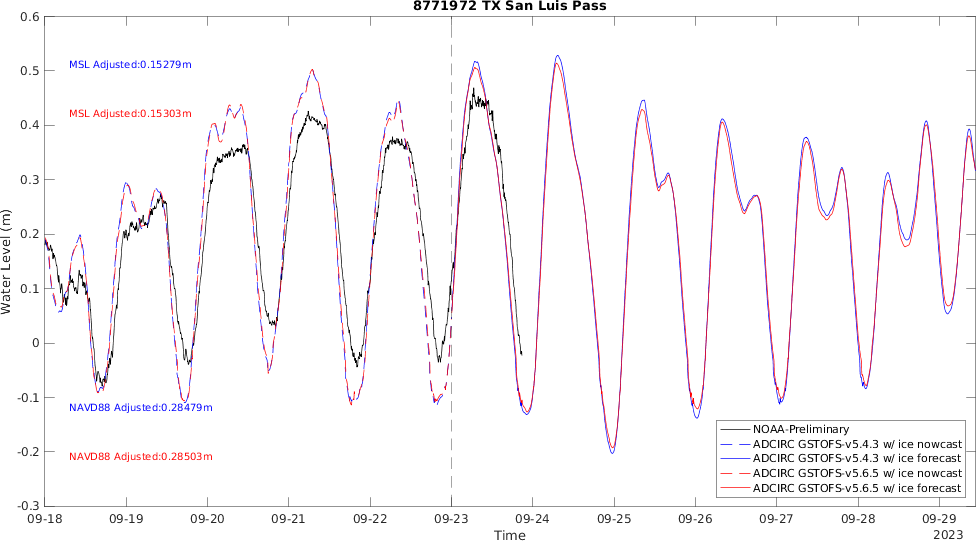 8771972 TX San Luis Pass
0.6
0.5
0.4
0.3
0.2
0.1
0
-0.1
-0.2
-0.3
Water Level (m)
MSL Adjusted:0.15279m
MSL Adjusted:0.15303m
NAVD88 Adjusted:0.28479m
NAVD88 Adjusted:0.28503m
NOAA-Preliminary
ADCIRC GSTOFS-v5.4.3 w/ ice nowcast
ADCIRC GSTOFS-v5.4.3 w/ ice forecast
ADCIRC GSTOFS-v5.6.5 w/ ice nowcast
ADCIRC GSTOFS-v5.6.5 w/ ice forecast
09-18 09-19 09-20 09-21 09-22 09-23 09-24 09-25 09-26 09-27 09-28 09-29
2023
Time